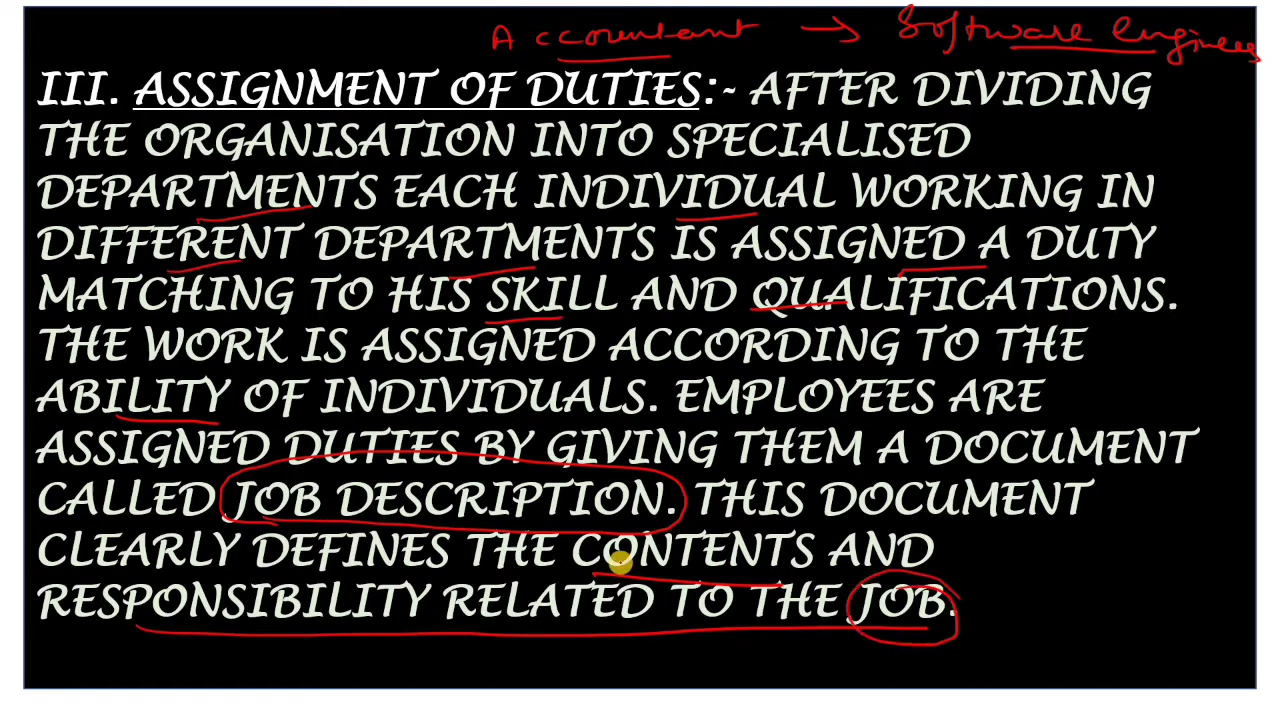 Accountant → Software Engineer
III. ASSIGNMENT OF DUTIES:- AFTER DIVIDING
THE ORGANISATION INTO SPECIALISED
DEPARTMENTS EACH INDIVIDUAL WORKING IN
DIFFERENT DEPARTMENTS IS ASSIGNED A DUTY
MATCHING TO HIS SKILL AND QUALIFICATIONS.
THE WORK IS ASSIGNED ACCORDING TO THE
ABILITY OF INDIVIDUALS. EMPLOYEES ARE
ASSIGNED DUTIES BY GIVING THEM A DOCUMENT
CALLED JOB DESCRIPTION. THIS DOCUMENT
CLEARLY DEFINES THE CONTENTS AND
RESPONSIBILITY RELATED TO THE JOB.